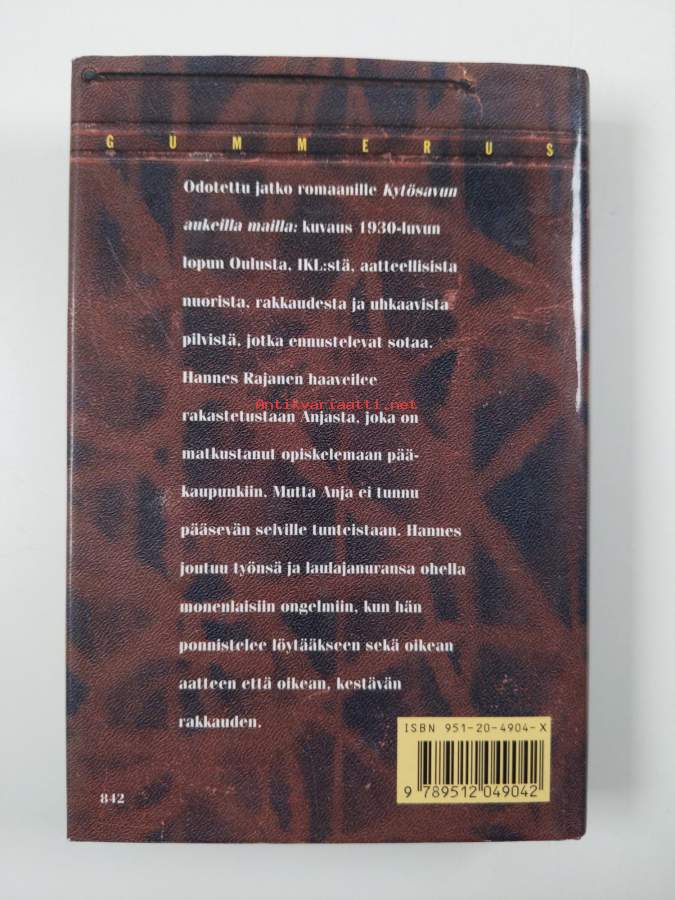 GUMMERUS
Odotettu jatko romaanille Kytösavun
aukeilla mailla: kuvaus 1930-luvun
lopun Oulusta, IKL:stä, aatteellisista
nuorista, rakkaudesta ja uhkaavista
pilvistä, jotka ennustelevat sotaa.
Hannes Rajanen haaveilee
Antikvariaatti.net
rakastetustaan Anjasta, joka on
matkustanut opiskelemaan pää-
kaupunkiin. Mutta Anja ei tunnu
pääsevän selville tunteistaan. Hannes
joutuu työnsä ja laulajanuransa ohella
monenlaisiin ongelmiin, kun hän
ponnistelee löytääkseen sekä oikean
aatteen että oikean, kestävän
rakkauden.
ISBN 951-20-4904-X
9 789512 049042
842